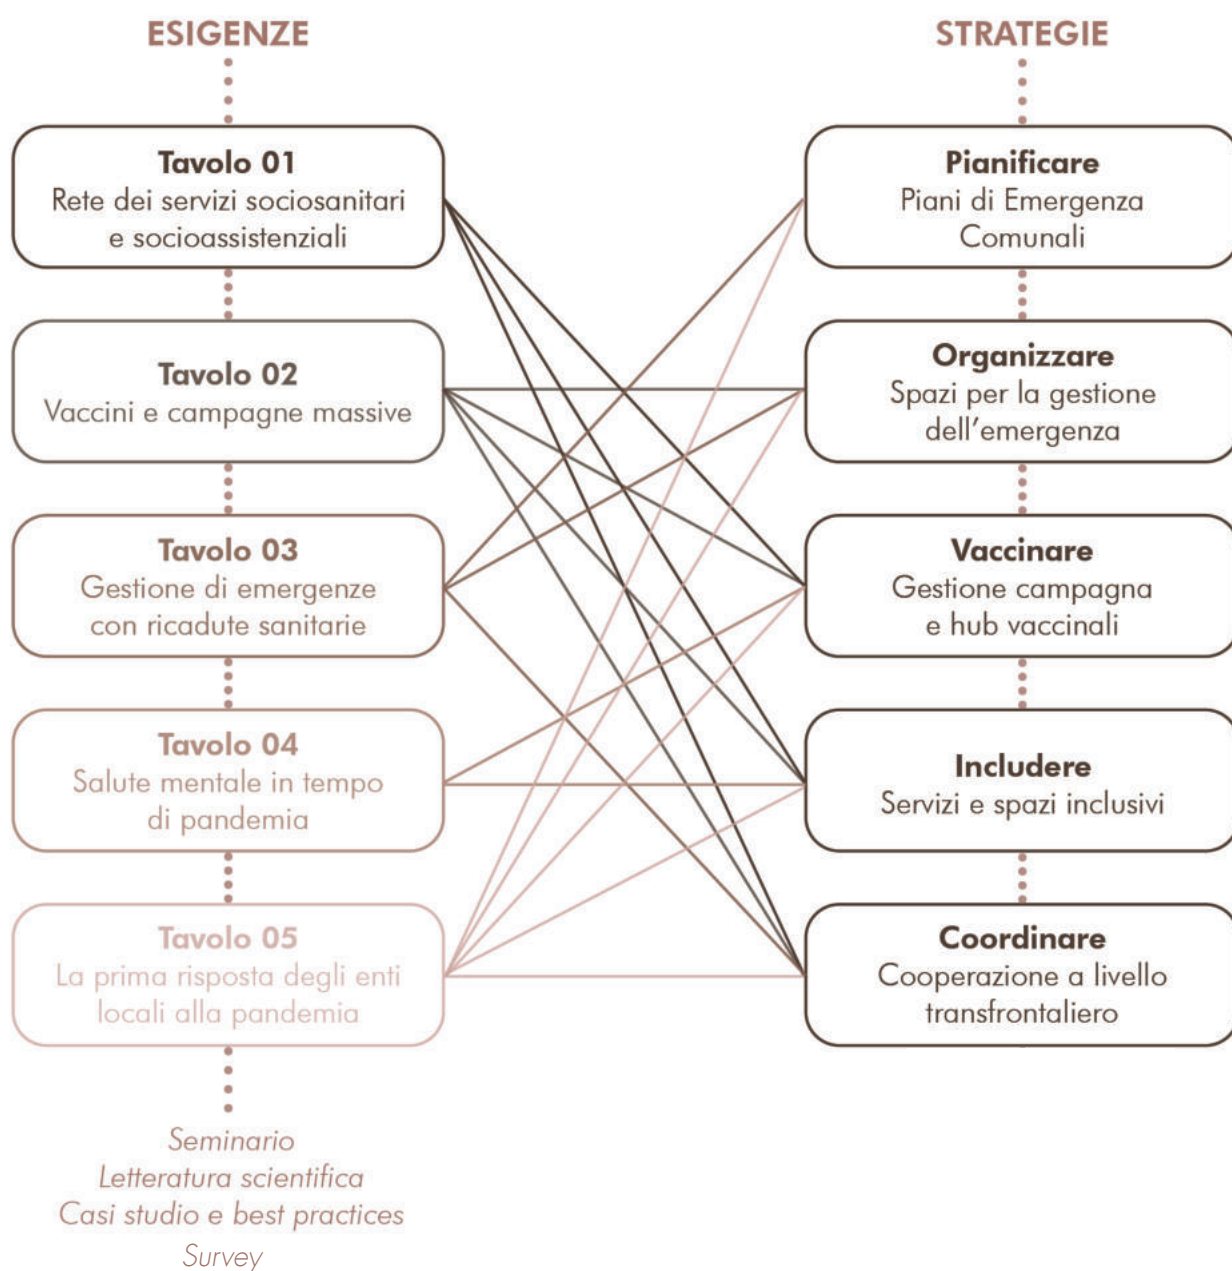 ESIGENZE
Tavolo 01
Rete dei servizi sociosanitari
e socioassistenziali
Tavolo 02
Vaccini e campagne massive
Tavolo 03
Gestione di emergenze
con ricadute sanitarie
Tavolo 04
Salute mentale in tempo
di pandemia
Tavolo 05
La prima risposta degli enti
locali alla pandemia
Seminario
Letteratura scientifica
Casi studio e best practices
Survey
STRATEGIE
Pianificare
Piani di Emergenza
Comunali
Organizzare
Spazi per la gestione
dell'emergenza
Vaccinare
Gestione campagna
e hub vaccinali
Includere
Servizi e spazi inclusivi
Coordinare
Cooperazione a livello
transfrontaliero